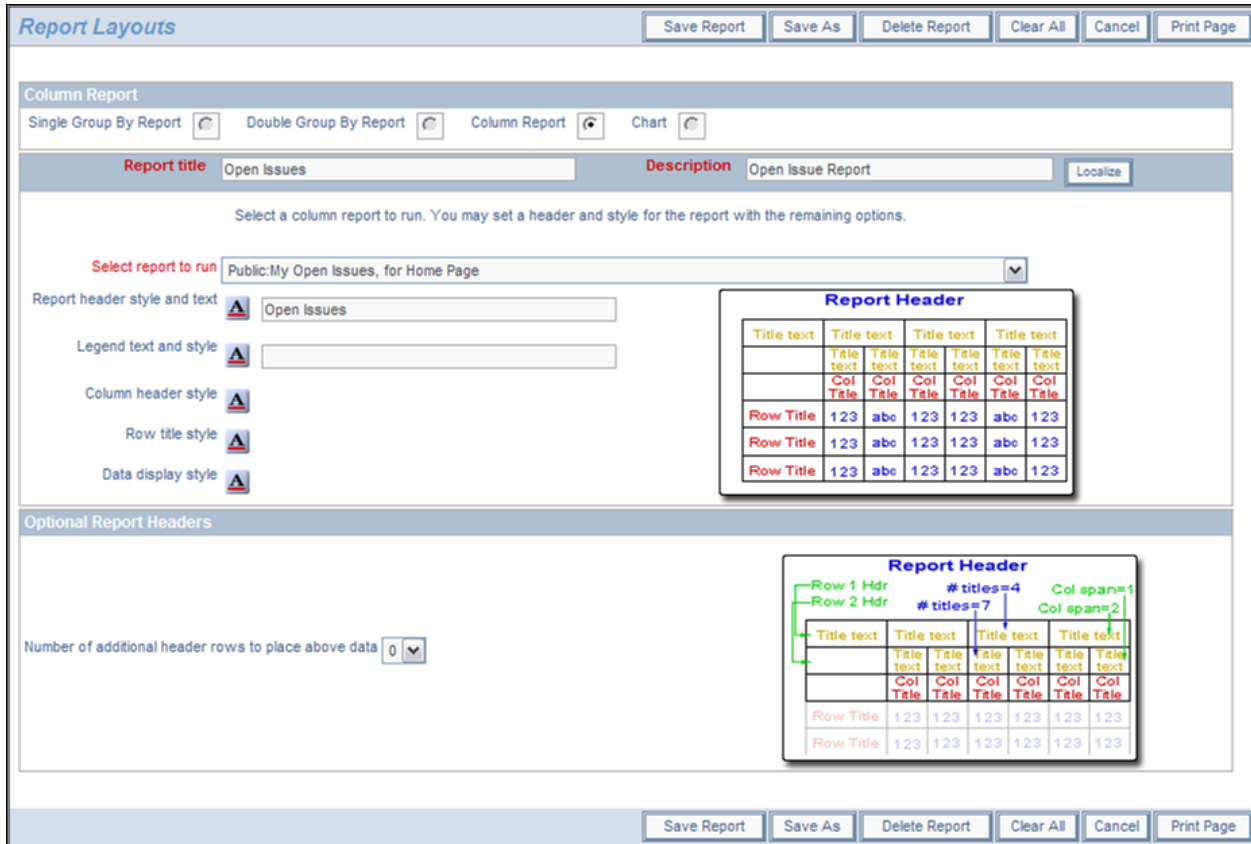 Report Layouts Save Report Save As Delete Report Clear All Cancel Print Page
Column Report
Single Group By Report Double Group By Report Column Report Chart
Report title Open Issues Description Open Issue Report Localize
Select a column report to run. You may set a header and style for the report with the remaining options.
Select report to run Public:My Open Issues, for Home Page
Report header style and text A Open Issues
Legend text and style A
Column header style A
Row title style A
Data display style A
Report Header
Title text Title text Title text Title text
Title text Title text Title text Title text Title text Title text
Col Title Col Title Col Title Col Title Col Title Col Title
Row Title 123 abc 123 123 abc 123
Row Title 123 abc 123 123 abc 123
Row Title 123 abc 123 123 abc 123
Optional Report Headers
Number of additional header rows to place above data 0
Report Header
Row 1 Hdr # titles=4 Col span=1
Row 2 Hdr # titles=7 Col span=2
Title text Title text Title text Title text
Title text Title text Title text Title text Title text Title text
Col Title Col Title Col Title Col Title Col Title Col Title
Row Title 123 123 123 123 123 123
Row Title 123 123 123 123 123 123
Save Report Save As Delete Report Clear All Cancel Print Page